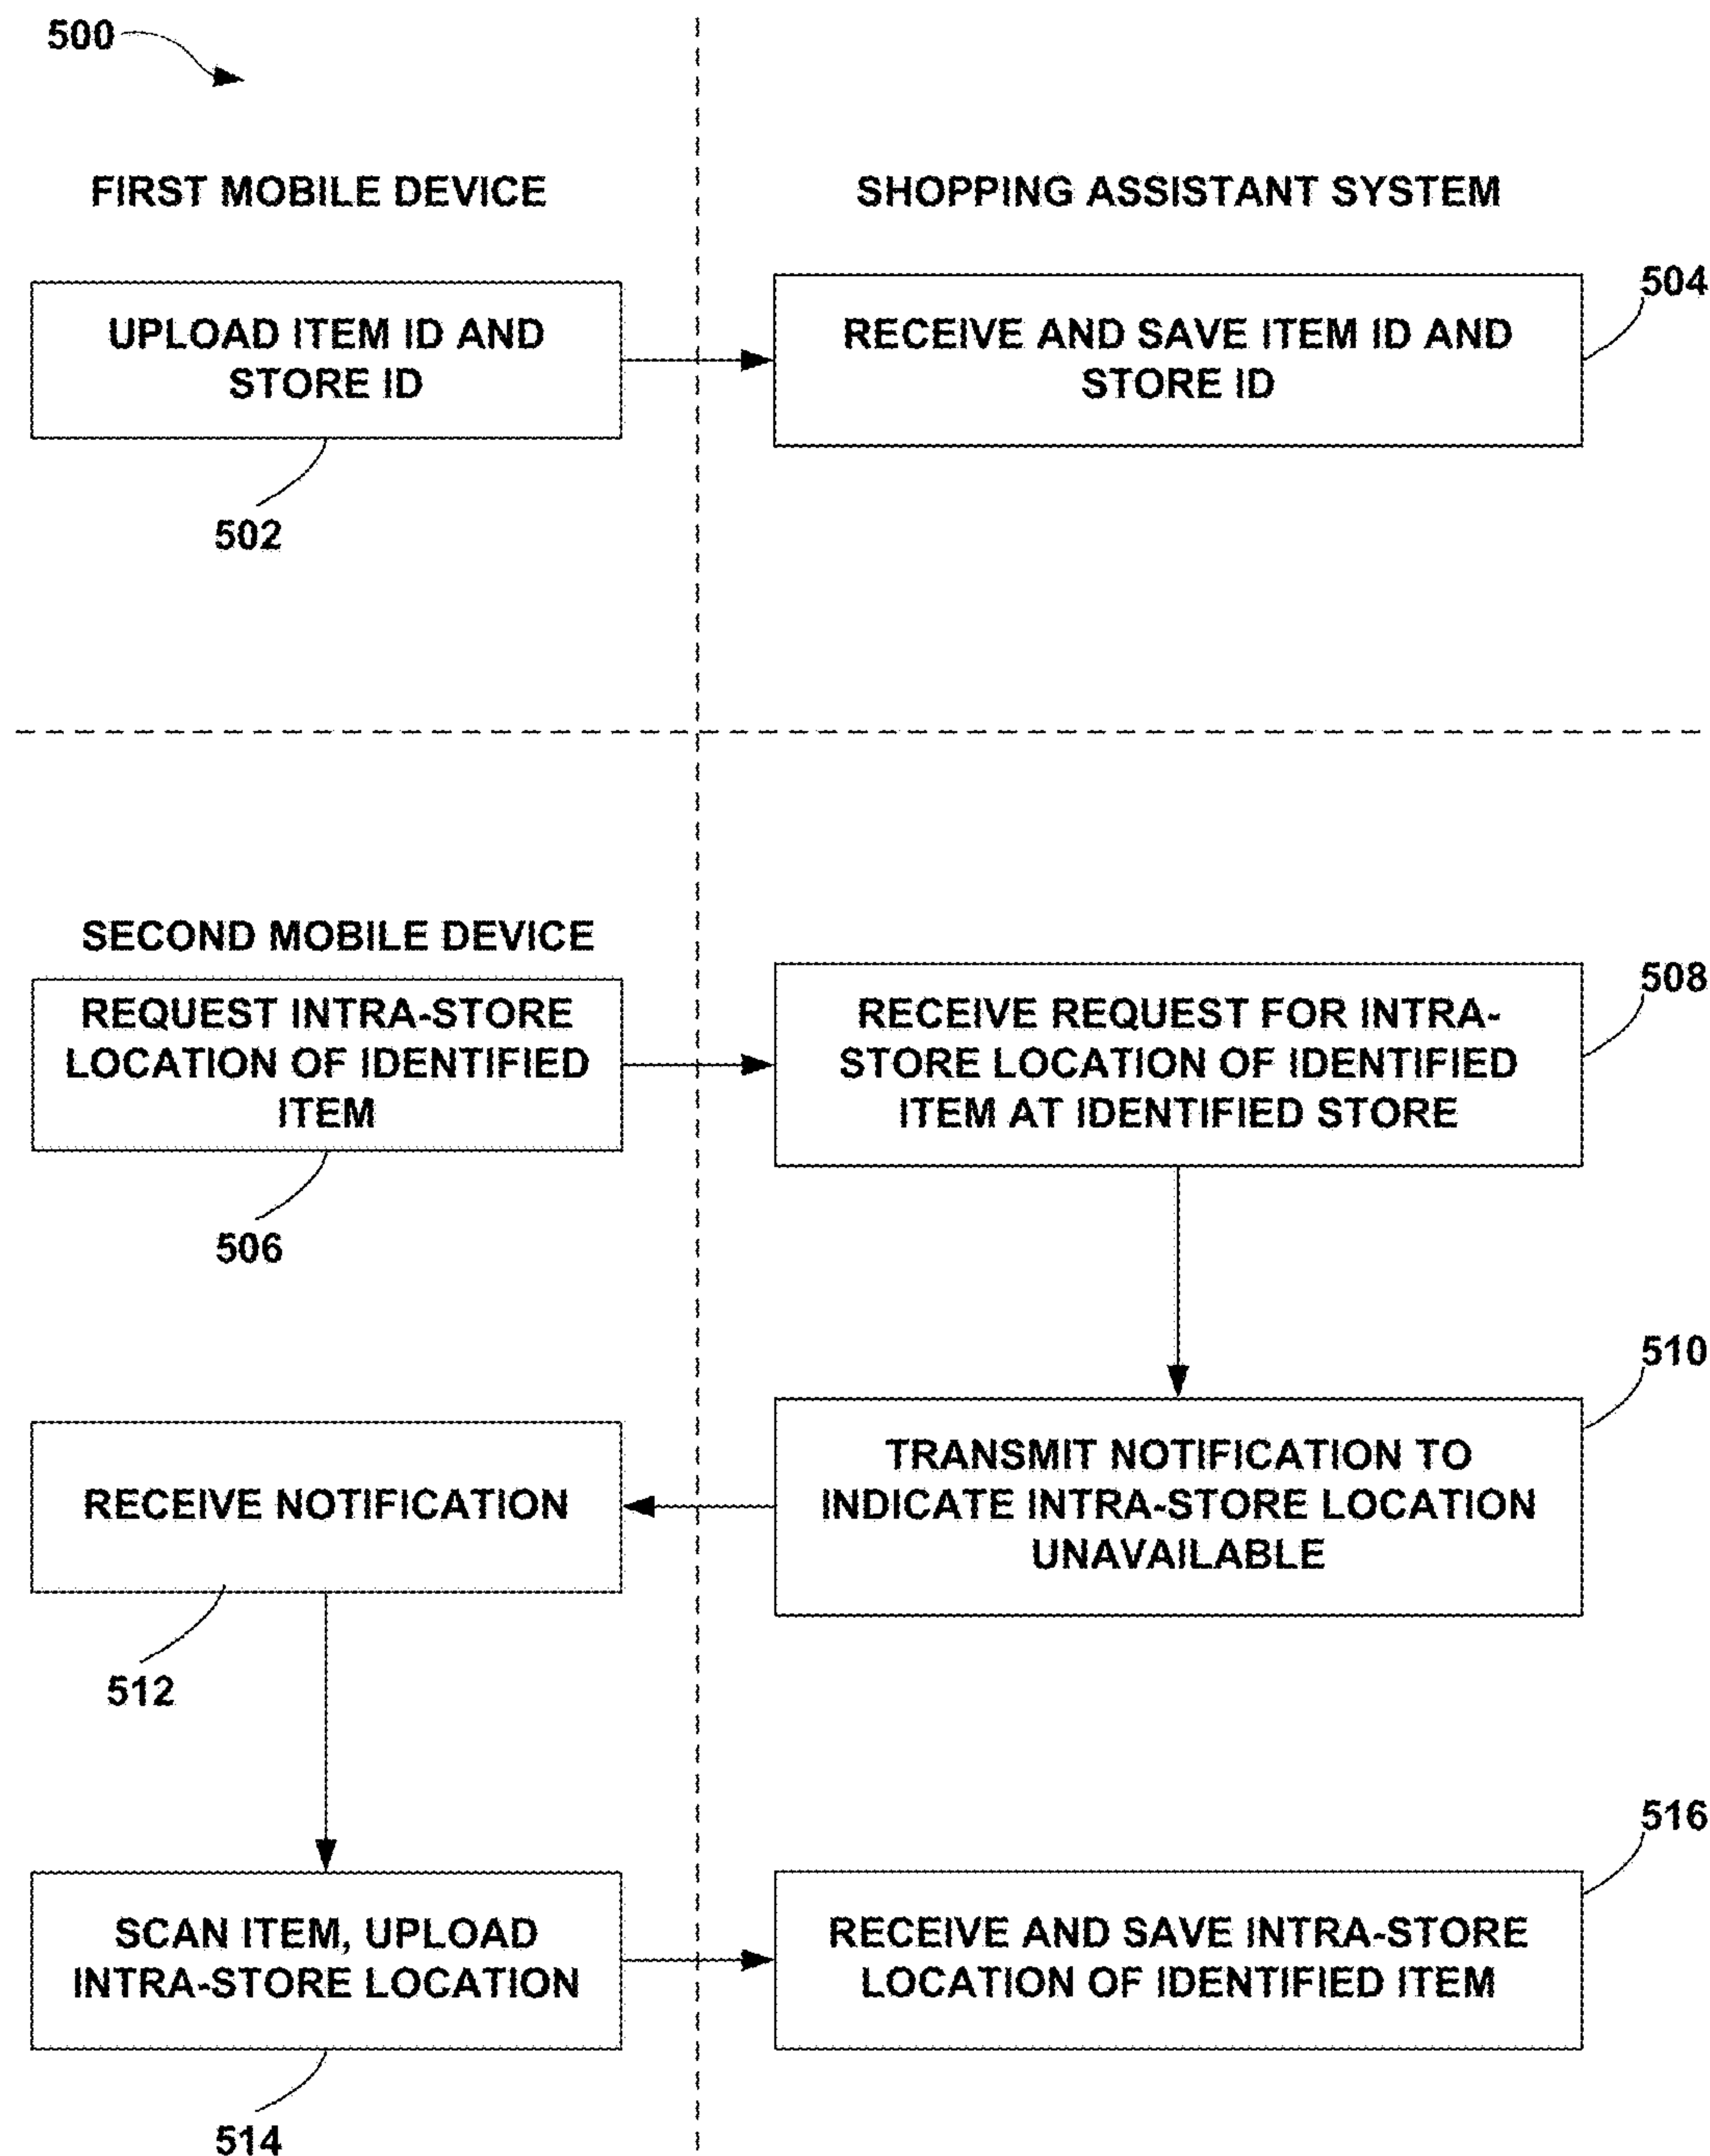 500
FIRST MOBILE DEVICE
SHOPPING ASSISTANT SYSTEM
UPLOAD ITEM ID AND
STORE ID
502
RECEIVE AND SAVE ITEM ID AND
STORE ID
504
SECOND MOBILE DEVICE
REQUEST INTRA-STORE
LOCATION OF IDENTIFIED
ITEM
506
RECEIVE REQUEST FOR INTRA-
STORE LOCATION OF IDENTIFIED
ITEM AT IDENTIFIED STORE
508
TRANSMIT NOTIFICATION TO
INDICATE INTRA-STORE LOCATION
UNAVAILABLE
510
RECEIVE NOTIFICATION
512
SCAN ITEM, UPLOAD
INTRA-STORE LOCATION
514
RECEIVE AND SAVE INTRA-STORE
LOCATION OF IDENTIFIED ITEM
516